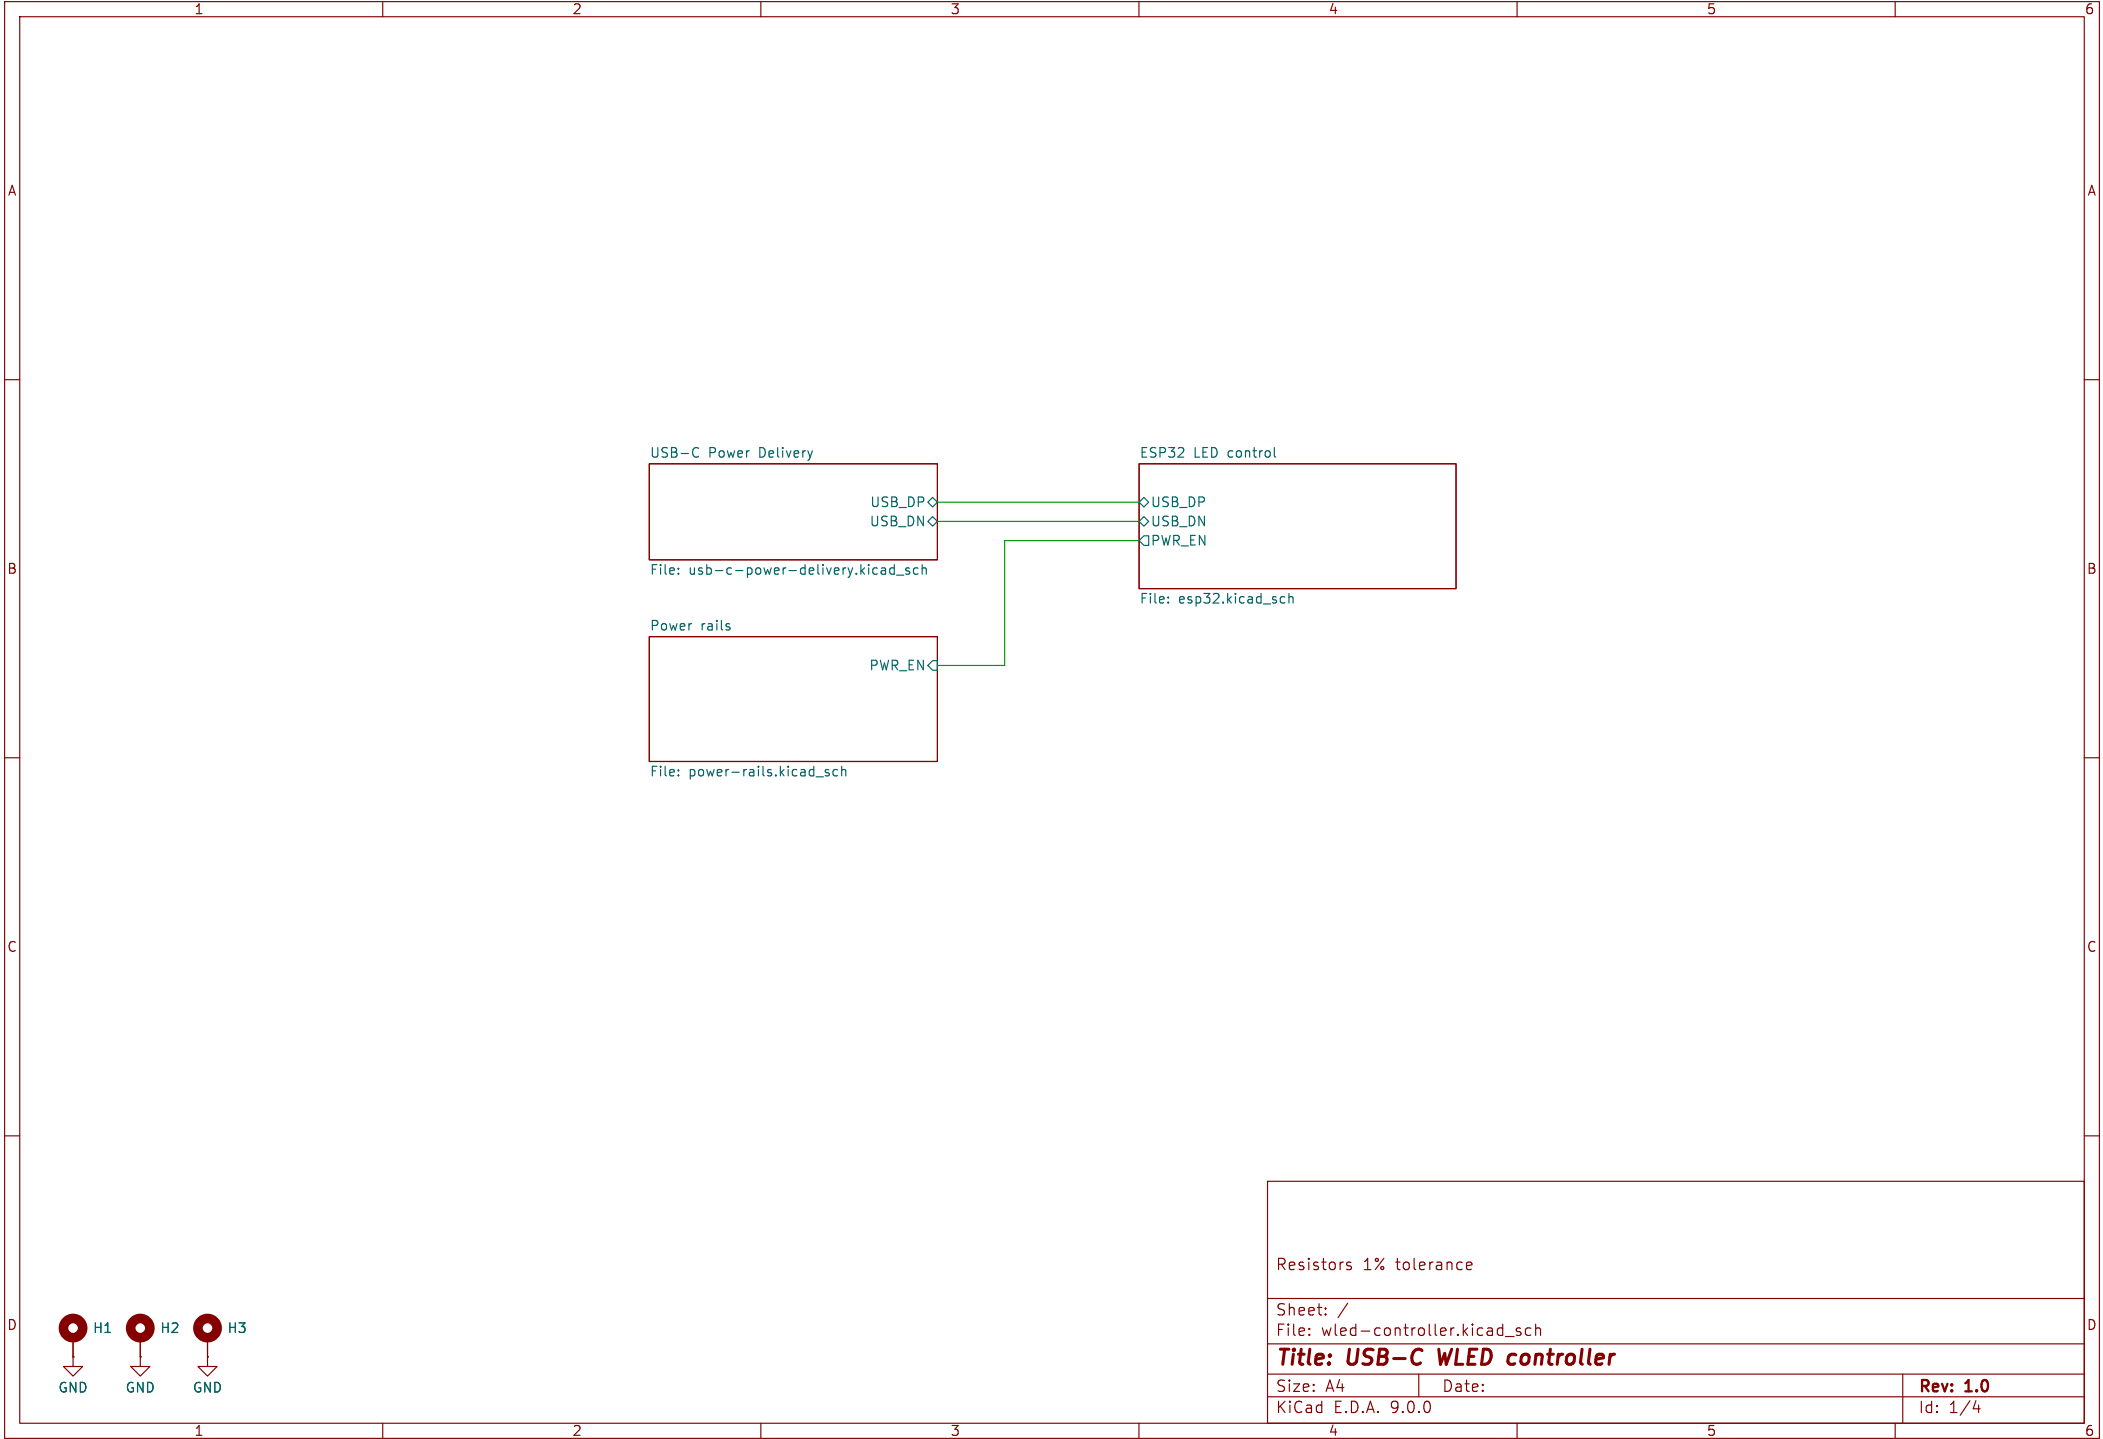 1 2 3 4 5 6
A A
USB-C Power Delivery
USB_DP
USB_DN
File: usb-c-power-delivery.kicad_sch
ESP32 LED control
USB_DP
USB_DN
PWR_EN
File: esp32.kicad_sch
B B
Power rails
PWR_EN
File: power-rails.kicad_sch
C C
Resistors 1% tolerance
Sheet: /
File: wled-controller.kicad_sch
Title: USB-C WLED controller
Size: A4 Date: Rev: 1.0
KiCad E.D.A. 9.0.0 Id: 1/4
D D
H1 H2 H3
GND GND GND
1 2 3 4 5 6